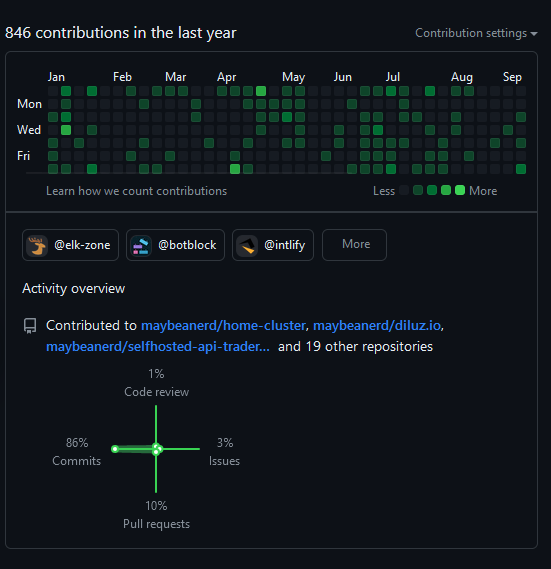 846 contributions in the last year
Contribution settings
Jan Feb Mar Apr May Jun Jul Aug Sep
Mon
Wed
Fri
Learn how we count contributions
Less More
@elk-zone @botblock @intlify More
Activity overview
Contributed to maybeanerd/home-cluster, maybeanerd/diluz.io,
maybeanerd/selfhosted-api-trader... and 19 other repositories
1%
Code review
86%
Commits
3%
Issues
10%
Pull requests